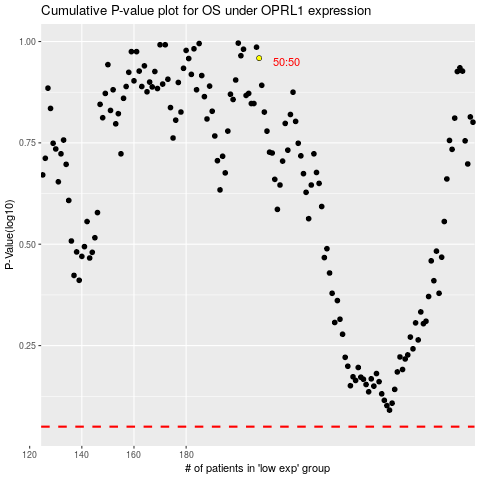 Cumulative P-value plot for OS under OPRL1 expression
1.00
50:50
0.75
P-Value(log10)
0.50
0.25
120 140 160 180
# of patients in 'low exp' group